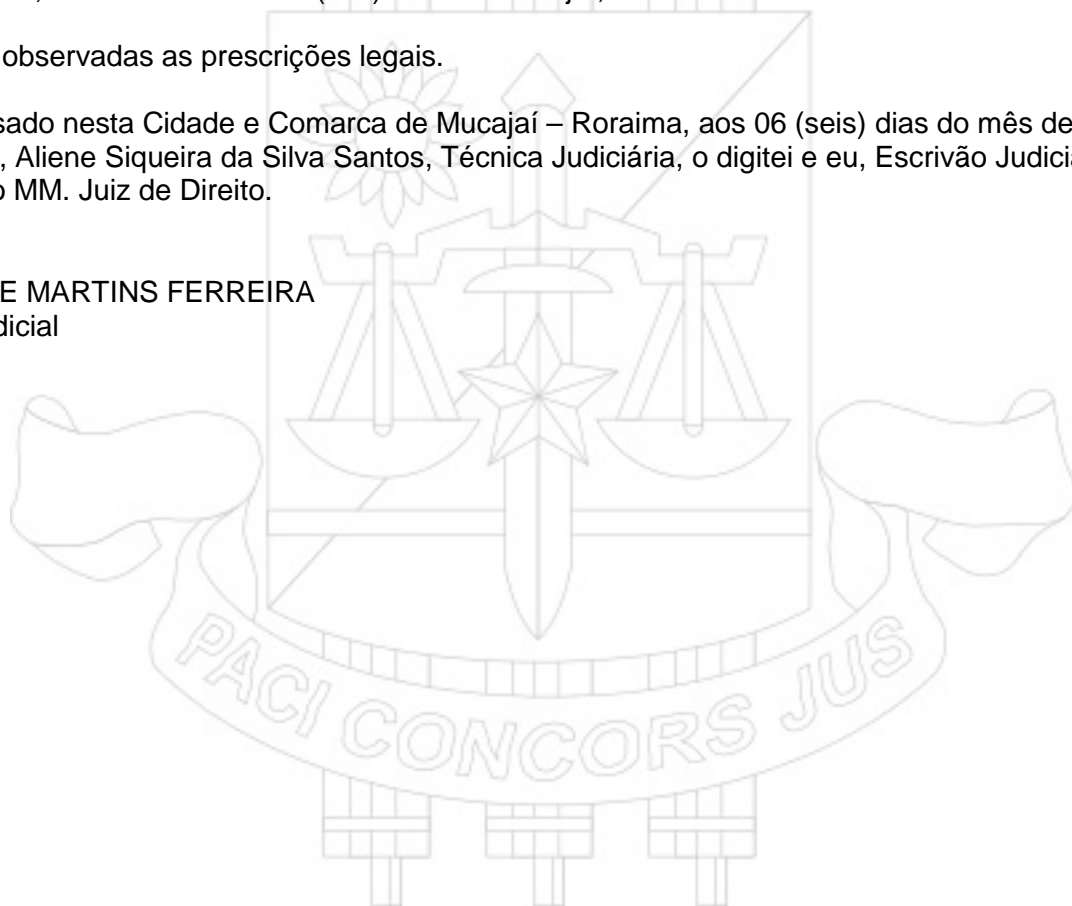 observadas as prescrições legais.
sado nesta Cidade e Comarca de Mucajaí – Roraima, aos 06 (seis) dias do mês de
, Aliene Siqueira da Silva Santos, Técnica Judiciária, o digitei e eu, Escrivão Judicia
o MM. Juiz de Direito.
E MARTINS FERREIRA
dicial
PACI CONCORS JUS